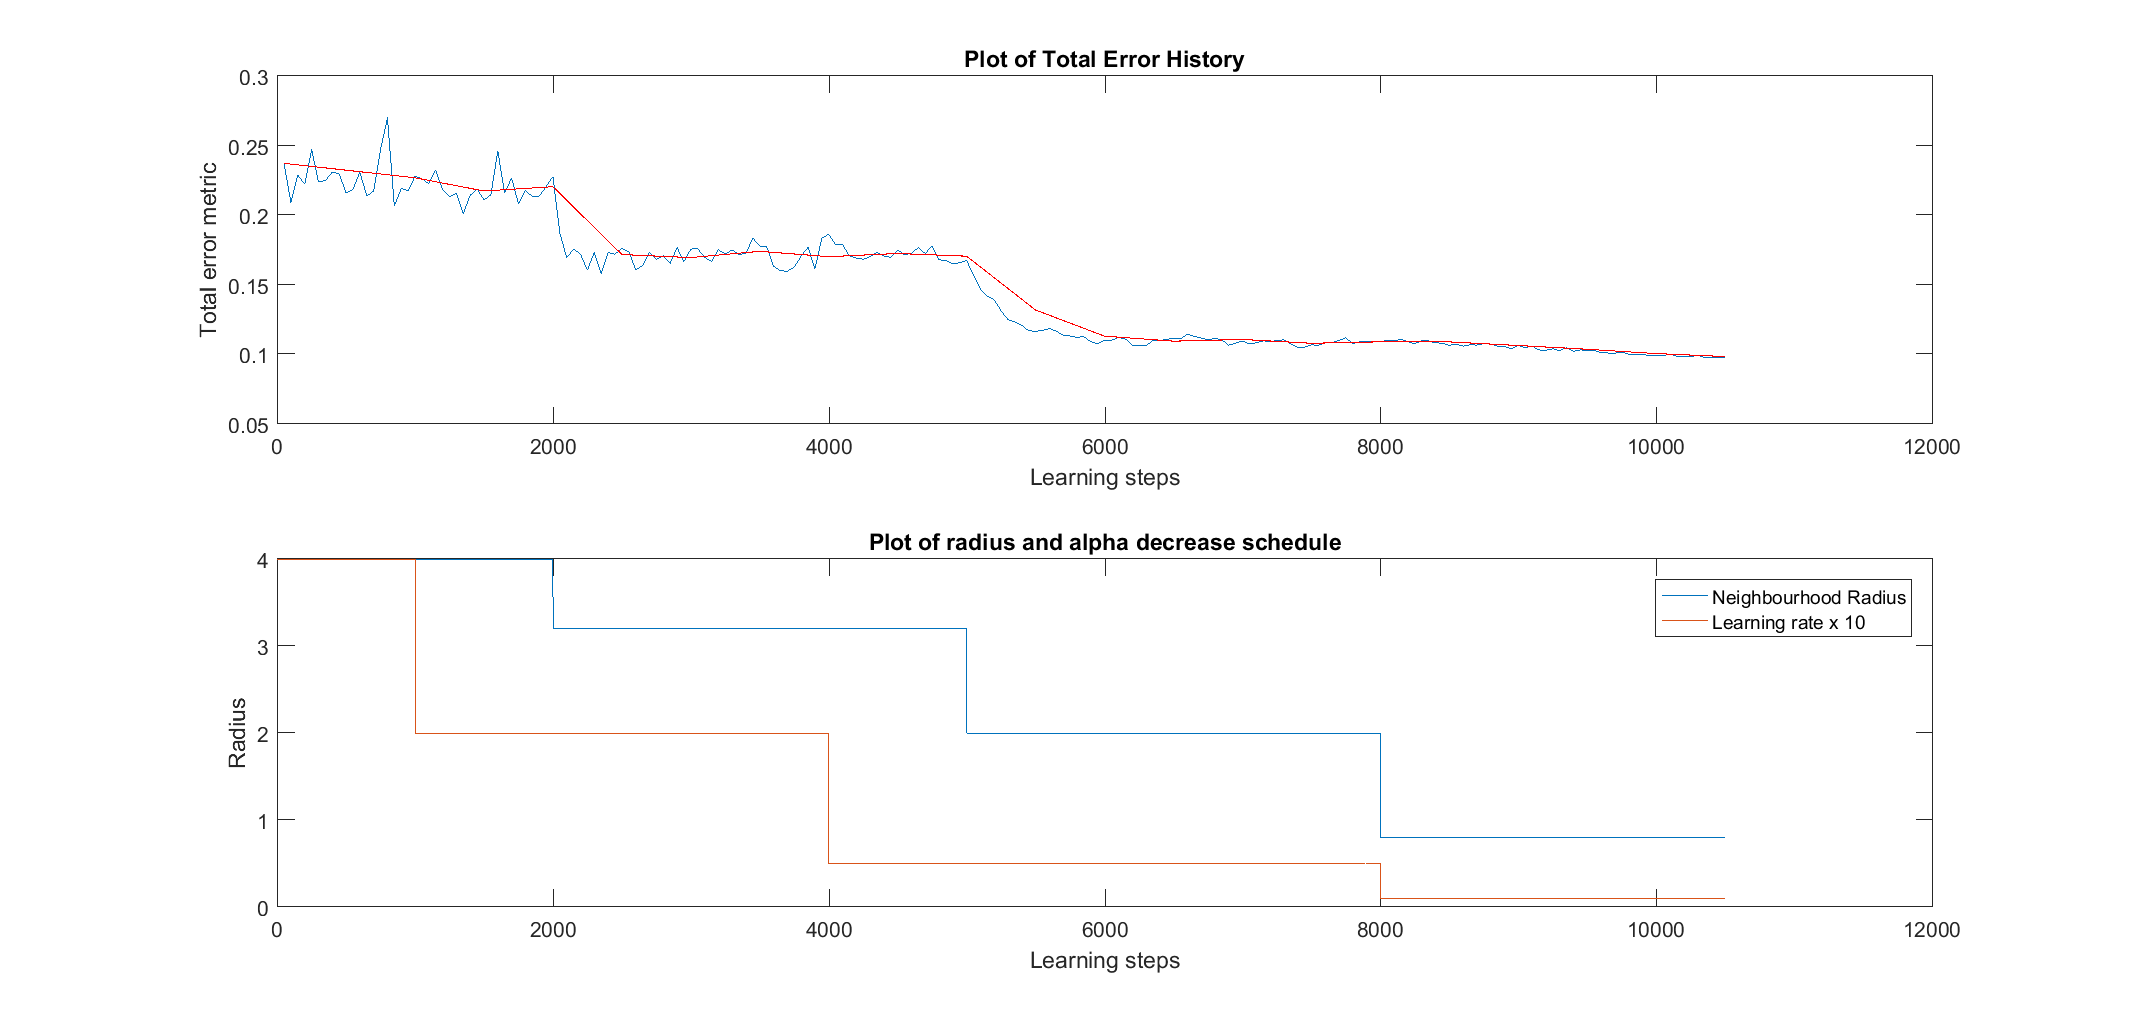 Plot of Total Error History
0.3
0.25
0.2
0.15
0.1
0.05
Total error metric
0 2000 4000 6000 8000 10000 12000
Learning steps
Plot of radius and alpha decrease schedule
4
3
2
1
0
Radius
Neighbourhood Radius
Learning rate x 10
0 2000 4000 6000 8000 10000 12000
Learning steps